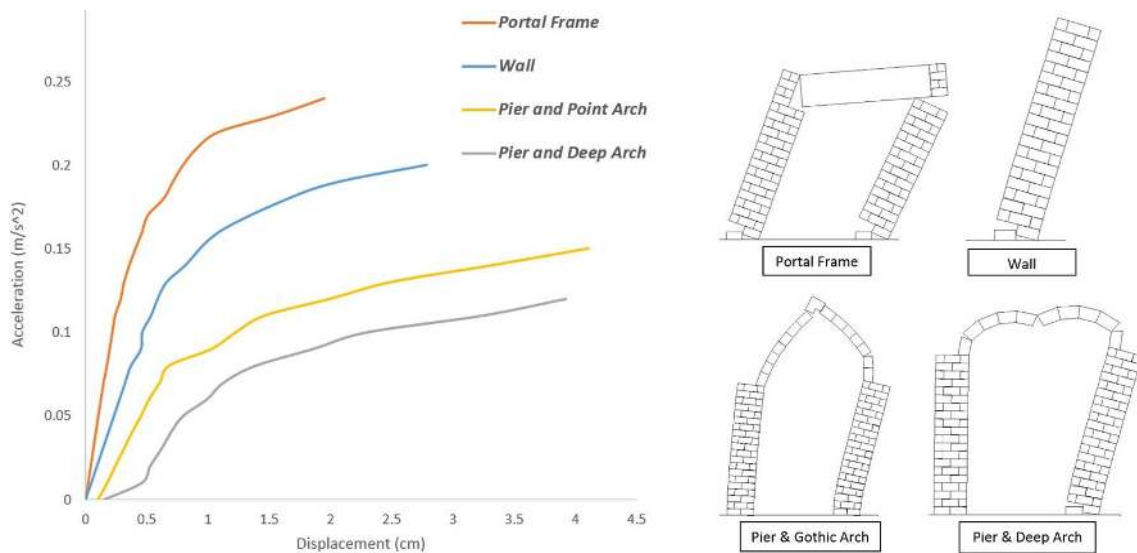 Portal Frame
Wall
Pier and Point Arch
Pier and Deep Arch
Acceleration (m/s^2)
0.25
0.2
0.15
0.1
0.05
0
0 0.5 1 1.5 2 2.5 3 3.5 4 4.5
Displacement (cm)
Portal Frame
Wall
Pier & Gothic Arch
Pier & Deep Arch